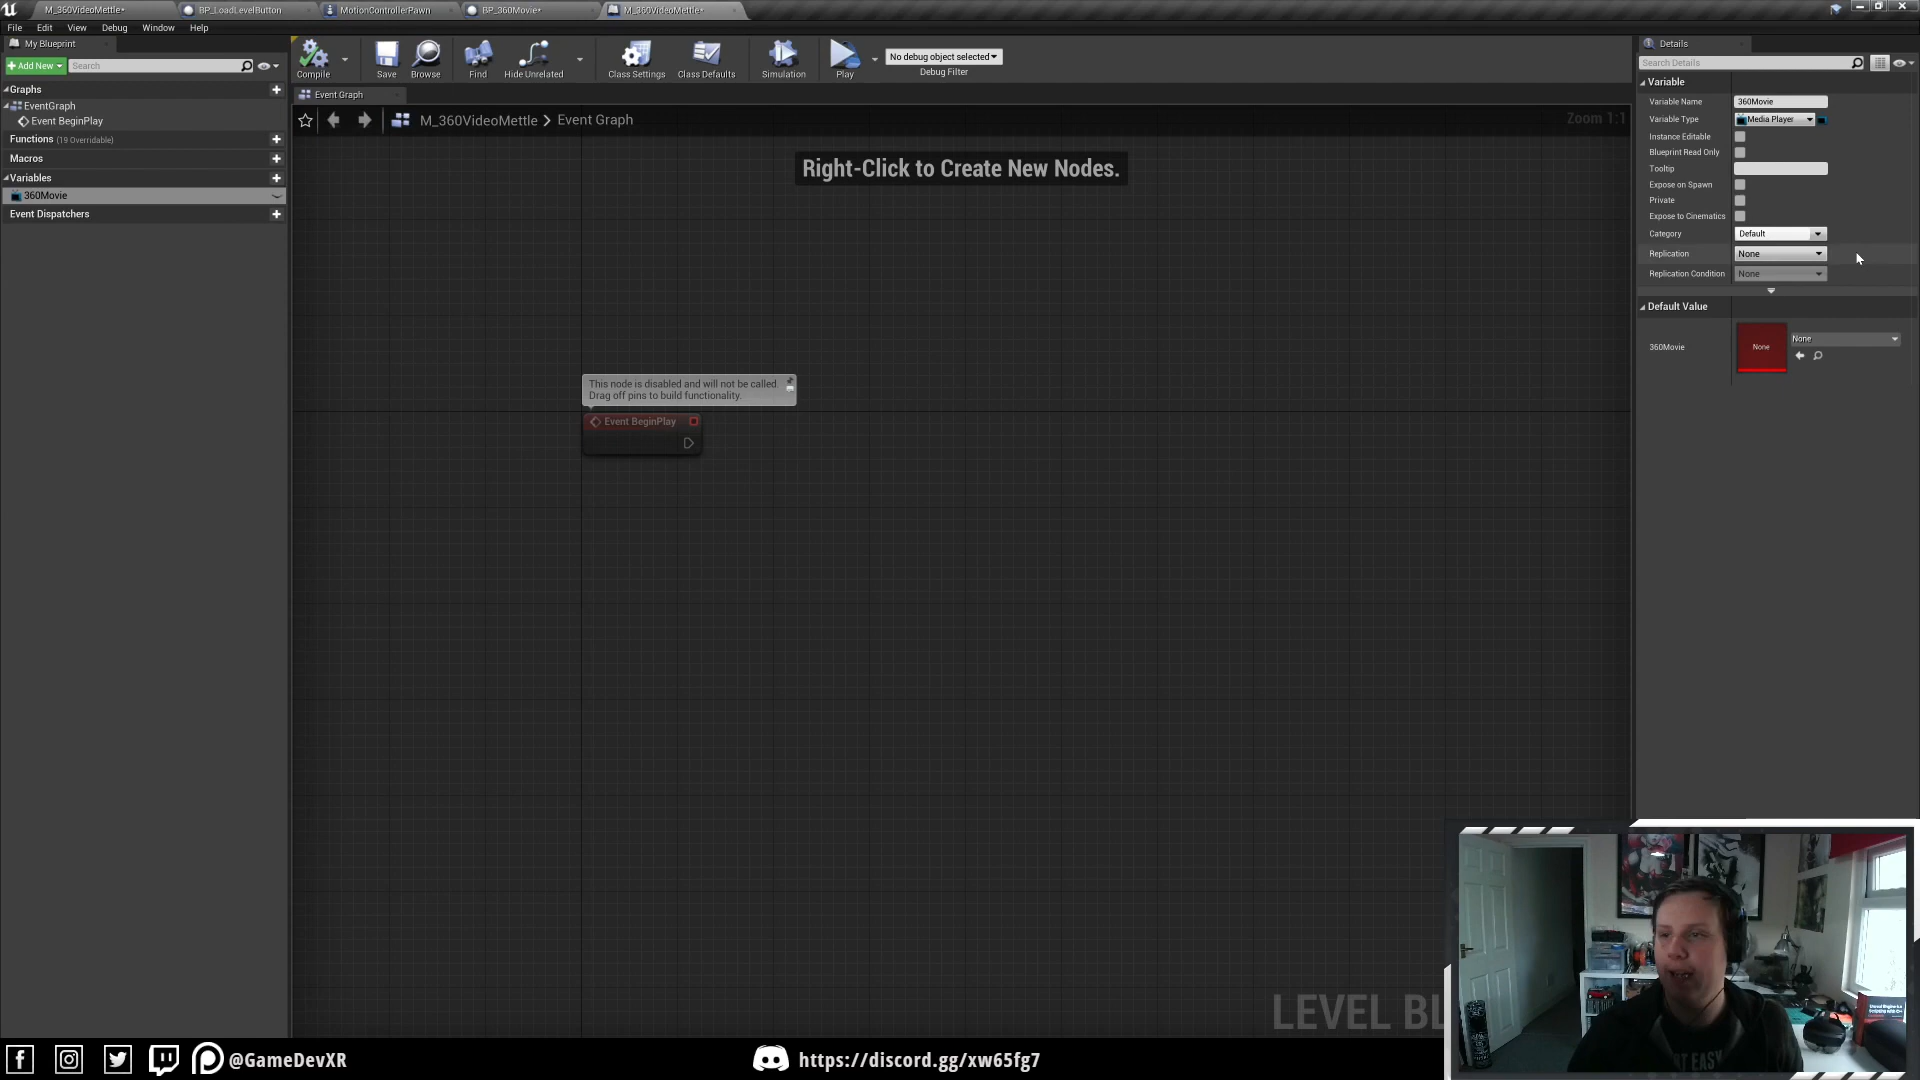 M_360VideoMettle•
BP_LoadLevelButton
MotionControllerPawn
BP_360Movie•
M_360VideoMettle•
File Edit View Debug Window Help
My Blueprint
Add New
Search
Graphs
EventGraph
Event BeginPlay
Functions (19 Overridable)
Macros
Variables
360Movie
Event Dispatchers
Compile
Save
Browse
Find
Hide Unrelated
Class Settings
Class Defaults
Simulation
Play
No debug object selected
Debug Filter
Event Graph
M_360VideoMettle > Event Graph
Zoom 1:1
Right-Click to Create New Nodes.
This node is disabled and will not be called.
Drag off pins to build functionality.
Event BeginPlay
LEVEL BL
Details
Search Details
Variable
Variable Name 360Movie
Variable Type Media Player
Instance Editable
Blueprint Read Only
Tooltip
Expose on Spawn
Private
Expose to Cinematics
Category Default
Replication None
Replication Condition None
Default Value
360Movie None None
@GameDevXR
https://discord.gg/xw65fg7